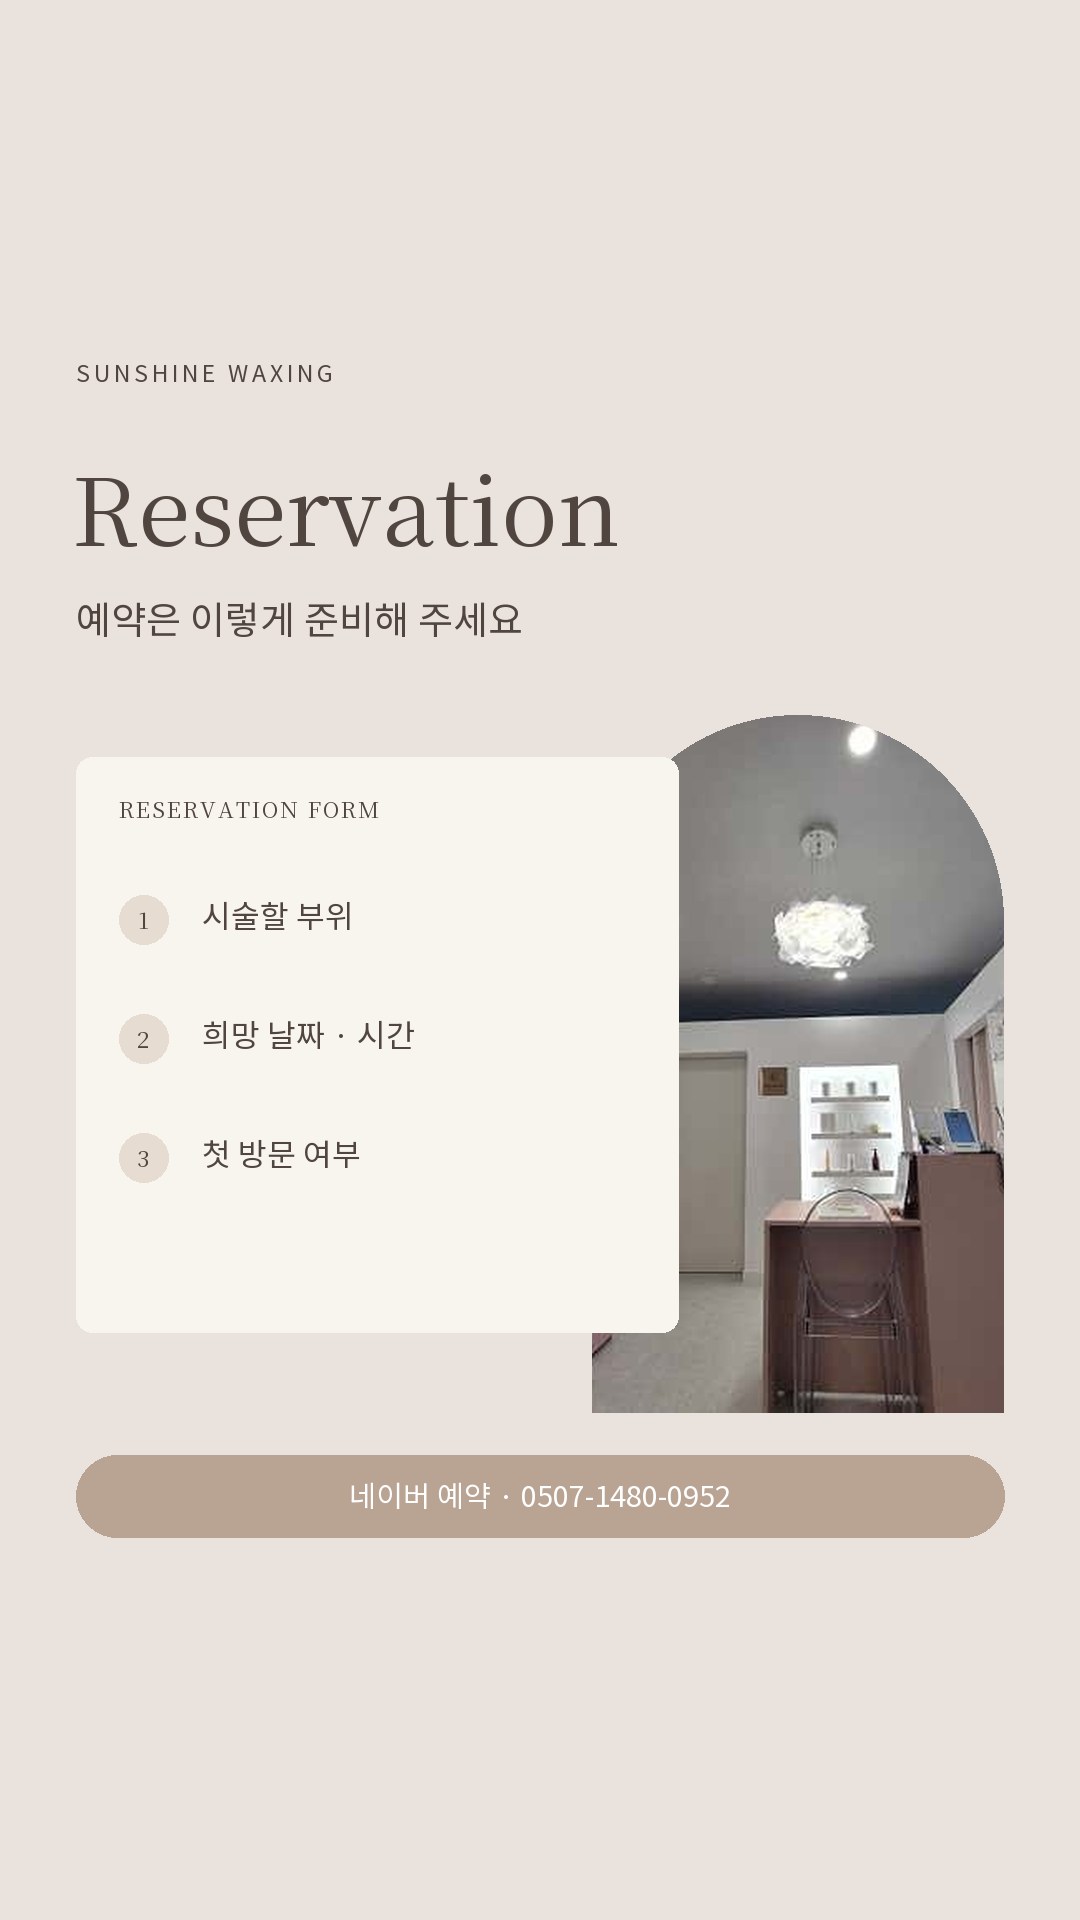 SUNSHINE WAXING
Reservation
예약은 이렇게 준비해 주세요
RESERVATION FORM
1 시술할 부위
2 희망 날짜 · 시간
3 첫 방문 여부
네이버 예약 · 0507-1480-0952